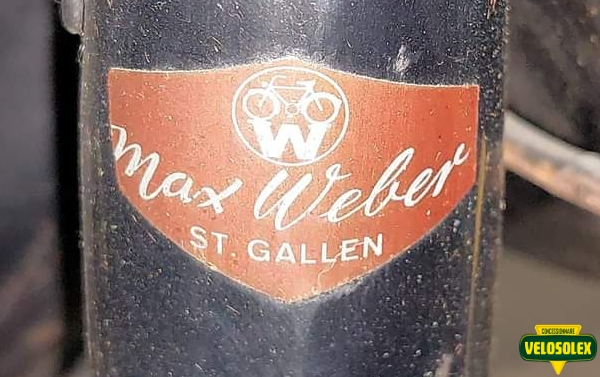 W
Max Weber
ST. GALLEN
CONCESSIONNAIRE
VELOSOLEX